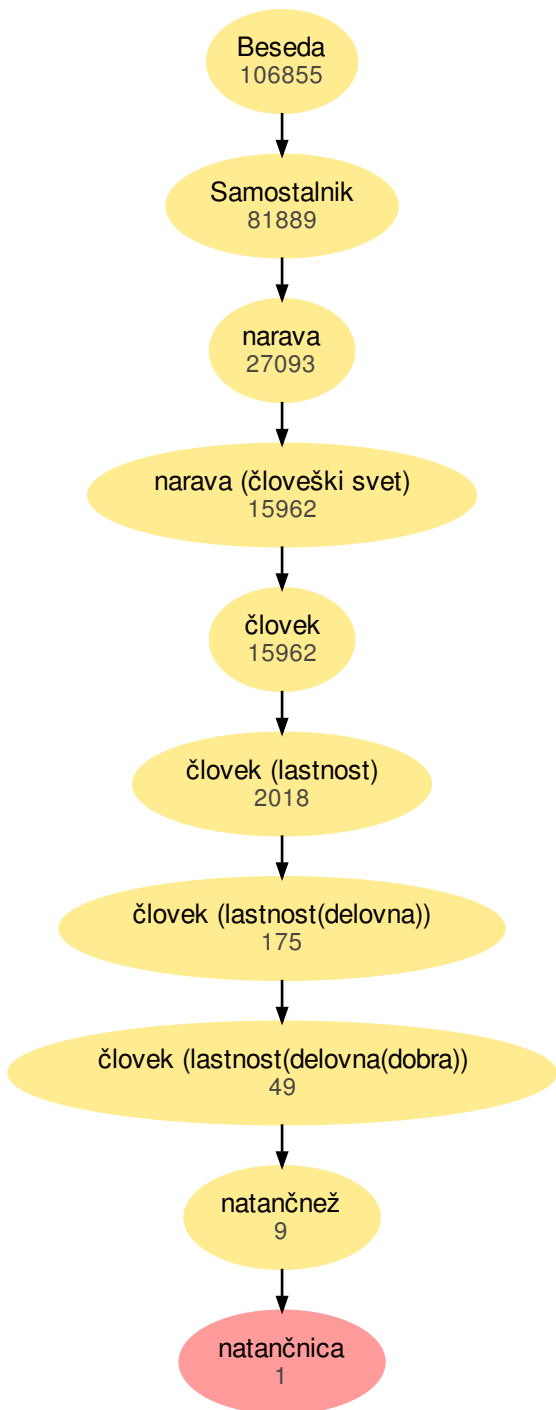 Beseda
106855
Samostalnik
81889
narava
27093
narava (človeški svet)
15962
človek
15962
človek (lastnost)
2018
človek (lastnost(delovna))
175
človek (lastnost(delovna(dobra))
49
natančnež
9
natančnica
1